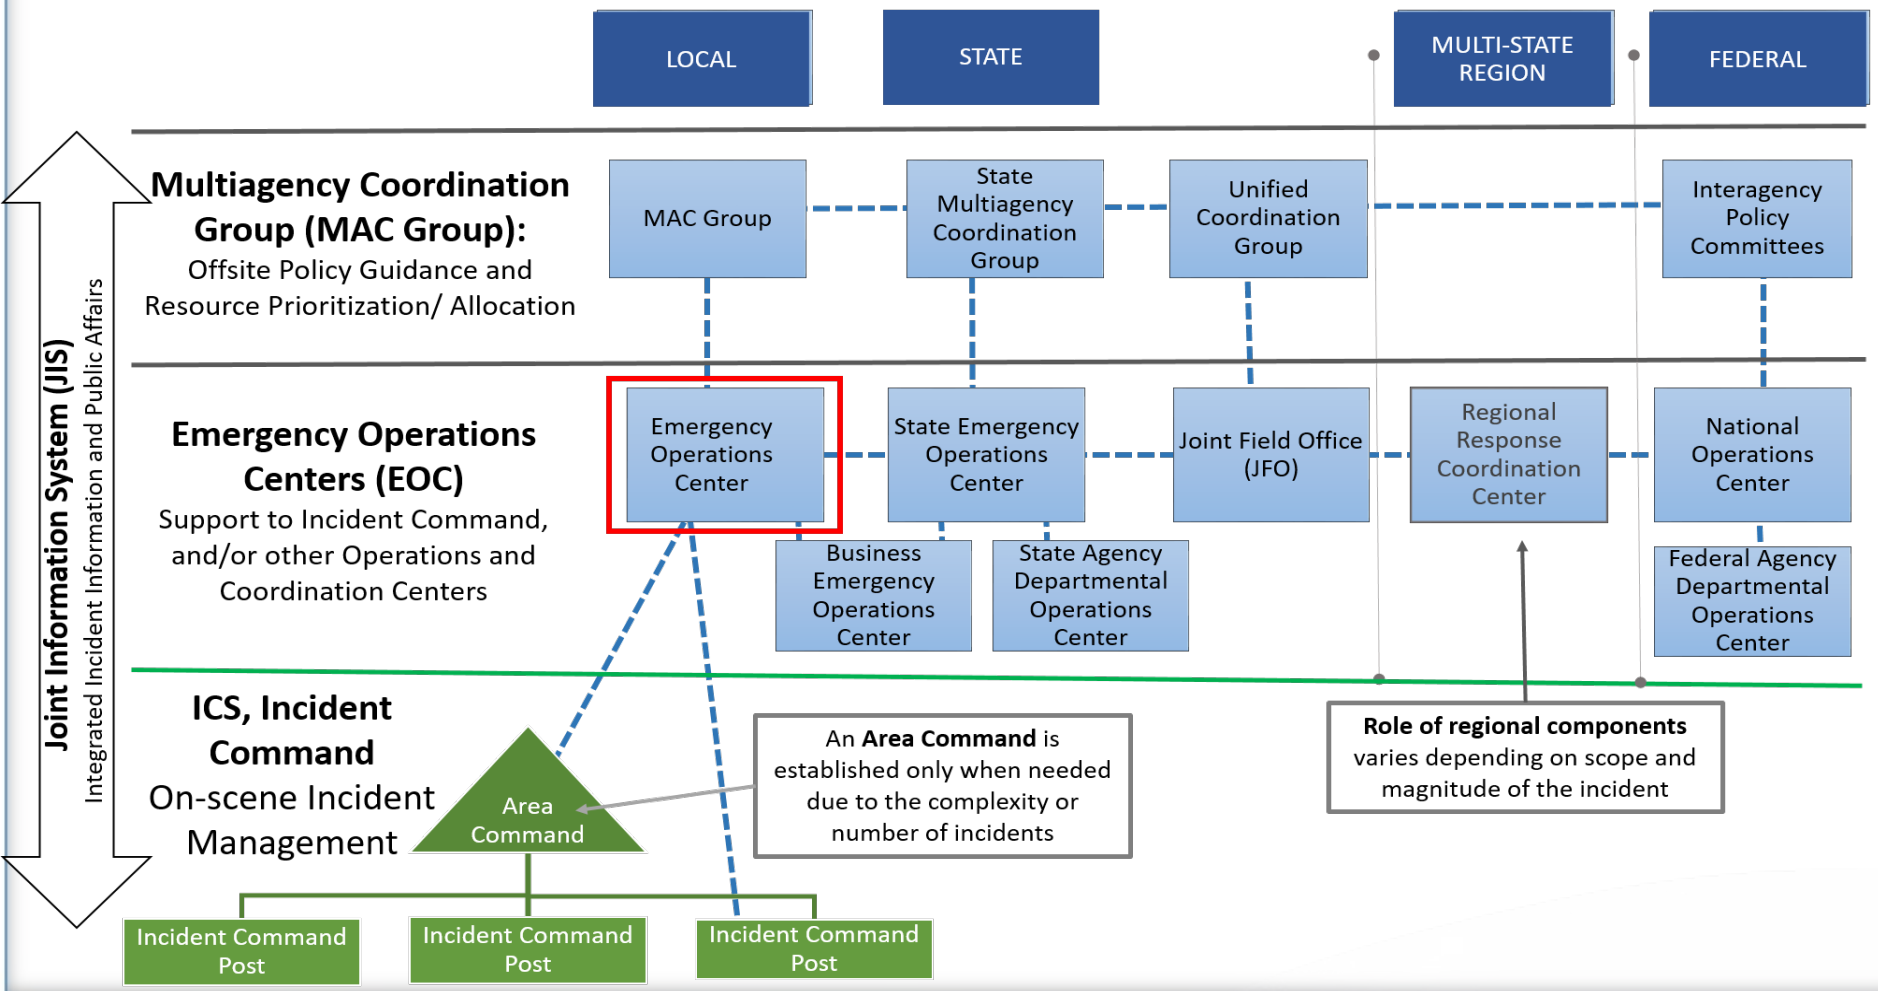 LOCAL
STATE
MULTI-STATE
REGION
FEDERAL
Joint Information System (JIS)
Integrated Incident Information and Public Affairs
Multiagency Coordination
Group (MAC Group):
Offsite Policy Guidance and
Resource Prioritization/ Allocation
MAC Group
State
Multiagency
Coordination
Group
Unified
Coordination
Group
Interagency
Policy
Committees
Emergency Operations
Centers (EOC)
Support to Incident Command,
and/or other Operations and
Coordination Centers
Emergency
Operations
Center
State Emergency
Operations
Center
Joint Field Office
(JFO)
Regional
Response
Coordination
Center
National
Operations
Center
Business
Emergency
Operations
Center
State Agency
Departmental
Operations
Center
Federal Agency
Departmental
Operations
Center
ICS, Incident
Command
On-scene Incident
Management
Area
Command
An Area Command is
established only when needed
due to the complexity or
number of incidents
Role of regional components
varies depending on scope and
magnitude of the incident
Incident Command
Post
Incident Command
Post
Incident Command
Post